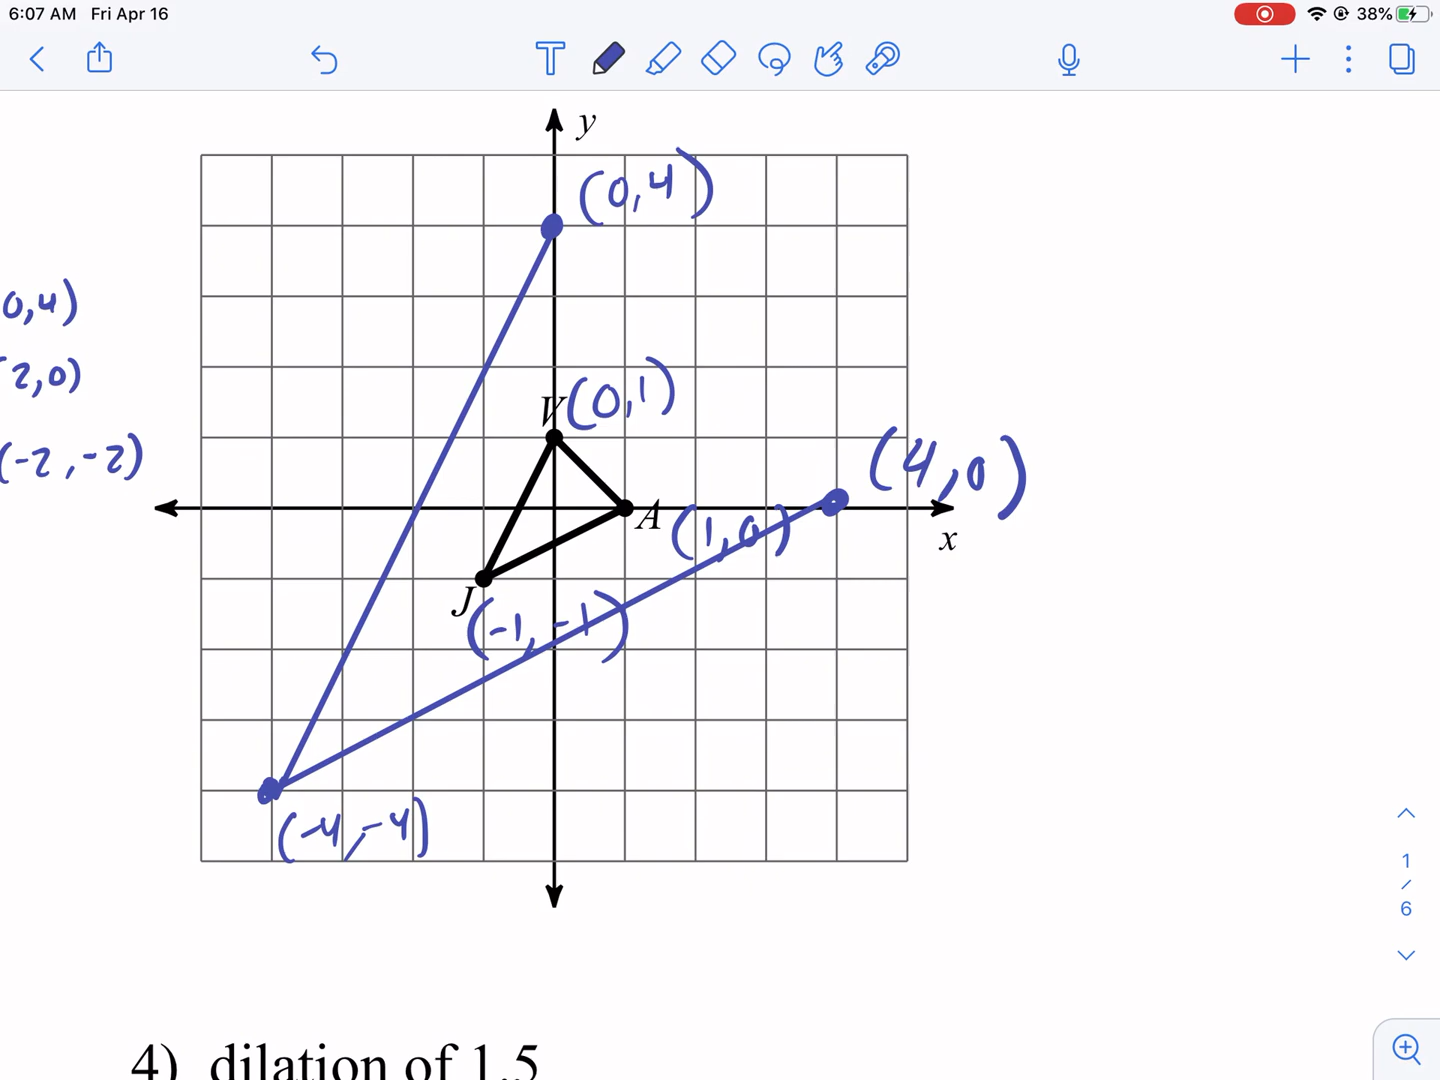 6:07 AM Fri Apr 16
38%
T
y
(0,4)
0,4)
2,0)
V(0,1)
(-2,-2)
(4,0)
A (1,0)
x
J
(-1,-1)
(-4,-4)
1
/
6
4) dilation of 1.5